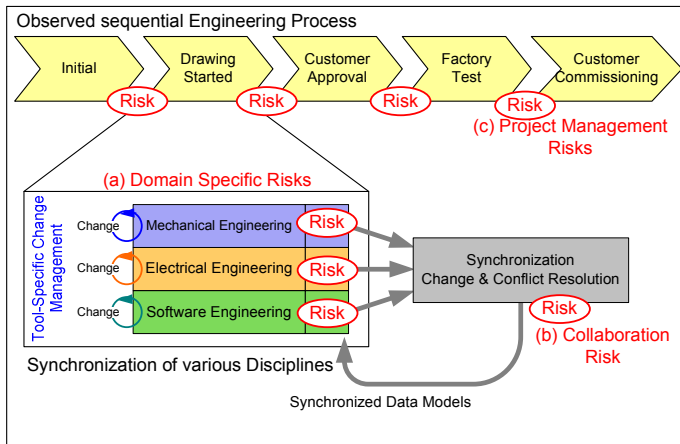 Observed sequential Engineering Process
Initial
Drawing
Started
Customer
Approval
Factory
Test
Customer
Commissioning
Risk
Risk
Risk
Risk
(c) Project Management
Risks
(a) Domain Specific Risks
Tool-Specific Change
Management
Change
Mechanical Engineering
Risk
Change
Electrical Engineering
Risk
Change
Software Engineering
Risk
Synchronization
Change & Conflict Resolution
Risk
(b) Collaboration
Risk
Synchronization of various Disciplines
Synchronized Data Models